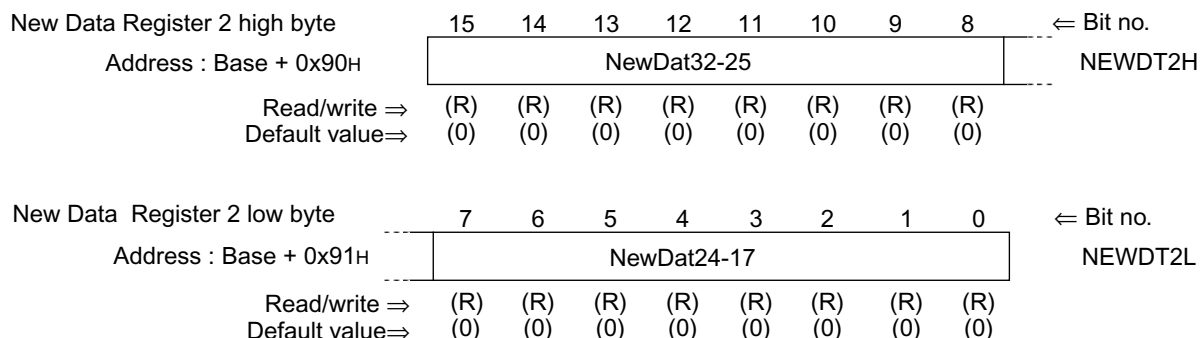 New Data Register 2 high byte 15 14 13 12 11 10 9 8 ⇐ Bit no.
Address : Base + 0x90H NewDat32-25 NEWDT2H
Read/write ⇒ (R) (R) (R) (R) (R) (R) (R) (R)
Default value⇒ (0) (0) (0) (0) (0) (0) (0) (0)
New Data Register 2 low byte 7 6 5 4 3 2 1 0 ⇐ Bit no.
Address : Base + 0x91H NewDat24-17 NEWDT2L
Read/write ⇒ (R) (R) (R) (R) (R) (R) (R) (R)
Default value⇒ (0) (0) (0) (0) (0) (0) (0) (0)